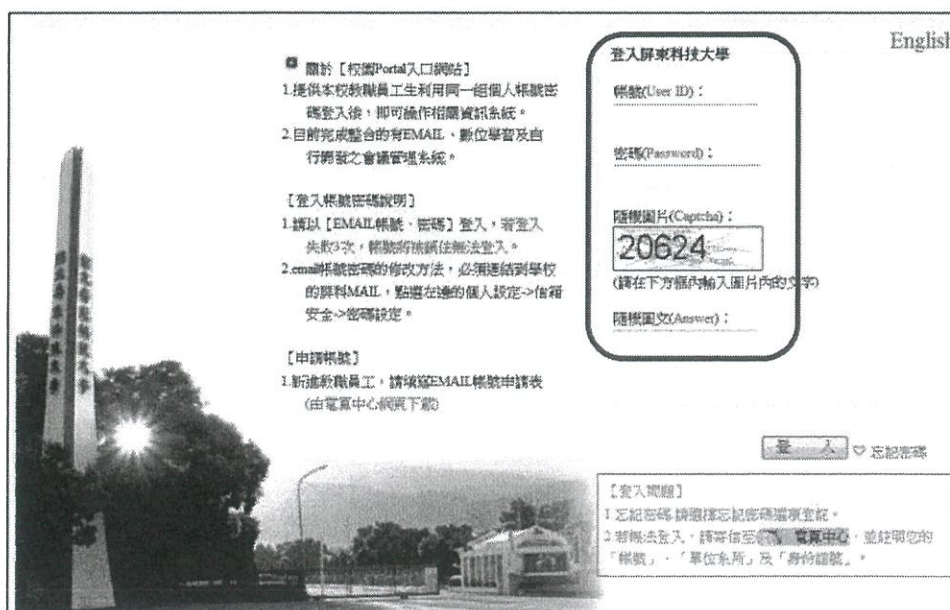 English
關於［校園Portal入口網站］
1.提供本校教職員工生利用同一組個人帳號密
碼登入後，即可操作相關資訊系統。
2.目前完成整合的有EMAIL、數位學習及自
行開發之會議管理系統。
［登入帳號密碼說明］
1.請以［EMAIL帳號、密碼］登入，若登入
失敗3次，帳號將被鎖住無法登入。
2.email帳號密碼的修改方法，必須連結到學校
的屏科MAIL，點選左邊的個人設定->信箱
安全->密碼設定。
［申請帳號］
1.新進教職員工，請填寫EMAIL帳號申請表
(由電算中心網頁下載)
登入屏東科技大學
帳號(User ID)：
密碼(Password)：
隨機圖片(Captcha)：
20624
(請在下方框內輸入圖片內的文字)
隨機圖文(Answer)：
登 入 忘記密碼
［登入問題］
1.忘記密碼,請選擇忘記密碼選項登記。
2.若無法登入，請寄信至 電算中心，並註明您的
「帳號」、「單位系所」及「身份證號」。